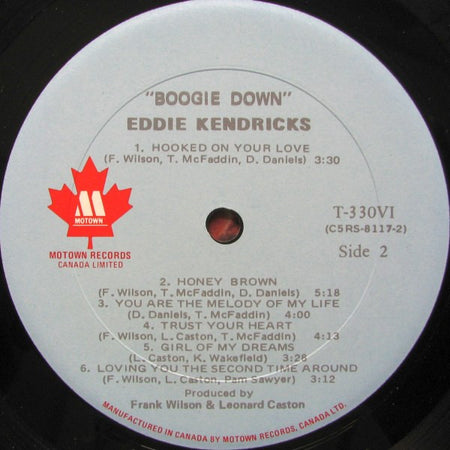 "BOOGIE DOWN"
EDDIE KENDRICKS
1. HOOKED ON YOUR LOVE
(F. Wilson, T. McFaddin, D. Daniels) 3:30
M
MOTOWN
MOTOWN RECORDS
CANADA LIMITED
T-330VI
(C5RS-8117-2)
Side 2
2. HONEY BROWN
(F. Wilson, T. McFaddin, D. Daniels) 5:18
3. YOU ARE THE MELODY OF MY LIFE
(D. Daniels, T. McFaddin) 4:00
4. TRUST YOUR HEART
(F. Wilson, L. Caston, T. McFaddin) 4:13
5. GIRL OF MY DREAMS
(L. Caston, K. Wakefield) 3:28
6. LOVING YOU THE SECOND TIME AROUND
(F. Wilson, L. Caston, Pam Sawyer) 3:12
Produced by
Frank Wilson & Leonard Caston
MANUFACTURED IN CANADA BY MOTOWN RECORDS, CANADA LTD.